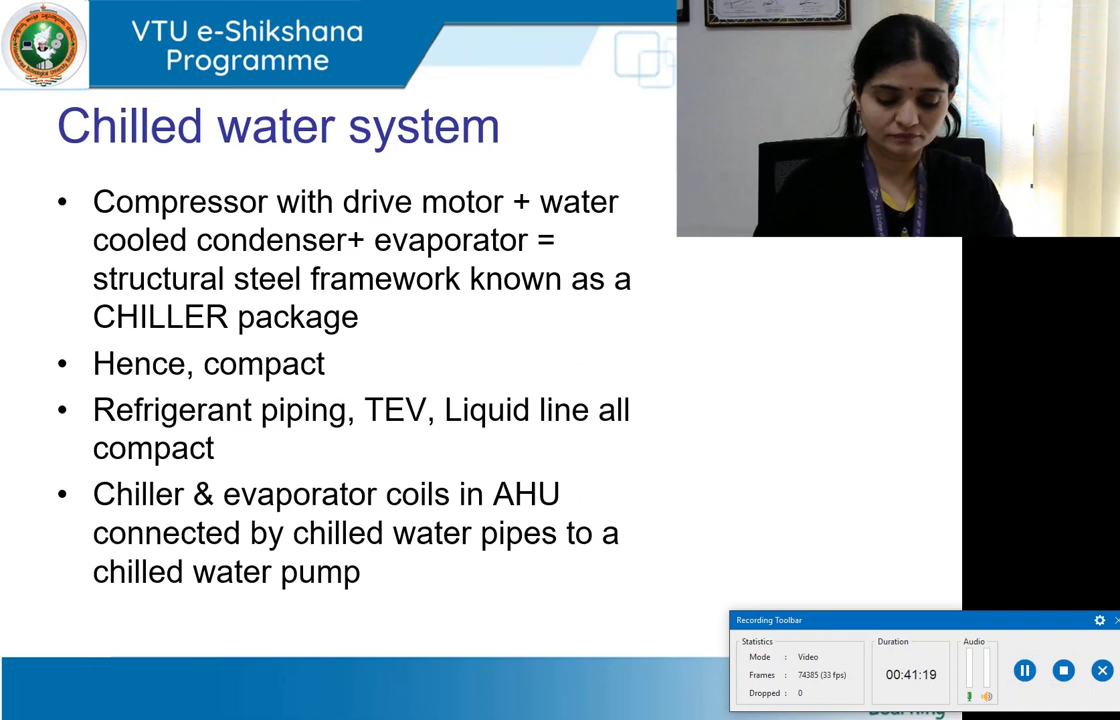 VTU e-Shikshana
Programme
Chilled water system
• Compressor with drive motor + water
cooled condenser+ evaporator =
structural steel framework known as a
CHILLER package
• Hence, compact
• Refrigerant piping, TEV, Liquid line all
compact
• Chiller & evaporator coils in AHU
connected by chilled water pipes to a
chilled water pump
Recording Toolbar
Statistics
Mode : Video
Frames : 74385 (33 fps)
Dropped : 0
Duration
00:41:19
Audio